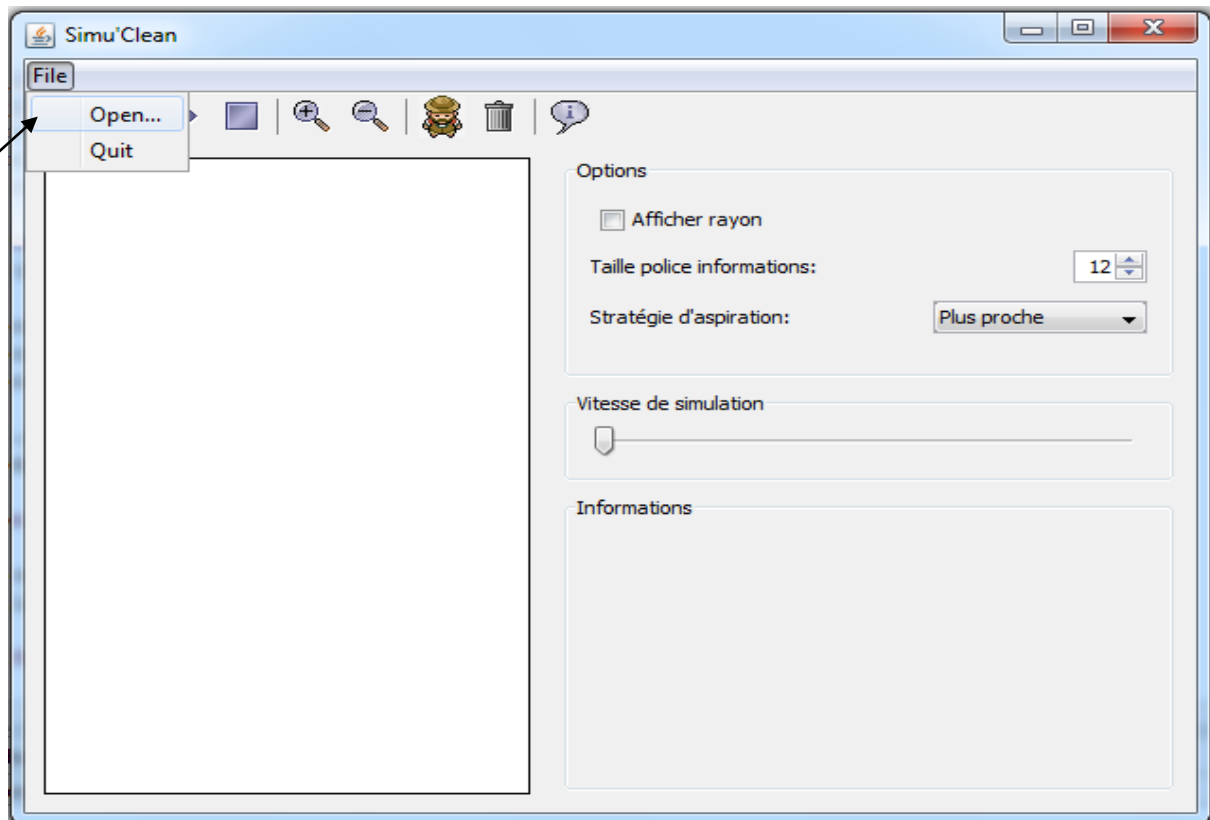 Simu'Clean
File
Open...
Quit
Options
Afficher rayon
Taille police informations:
12
Stratégie d'aspiration:
Plus proche
Vitesse de simulation
Informations